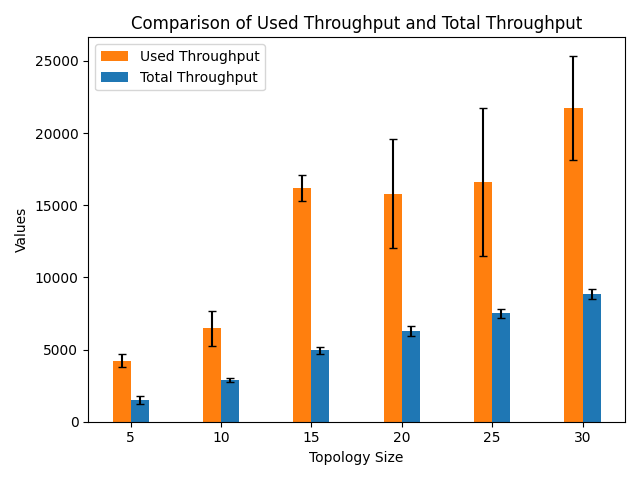 Comparison of Used Throughput and Total Throughput
Used Throughput
Total Throughput
25000
20000
15000
10000
5000
0
Values
5 10 15 20 25 30
Topology Size